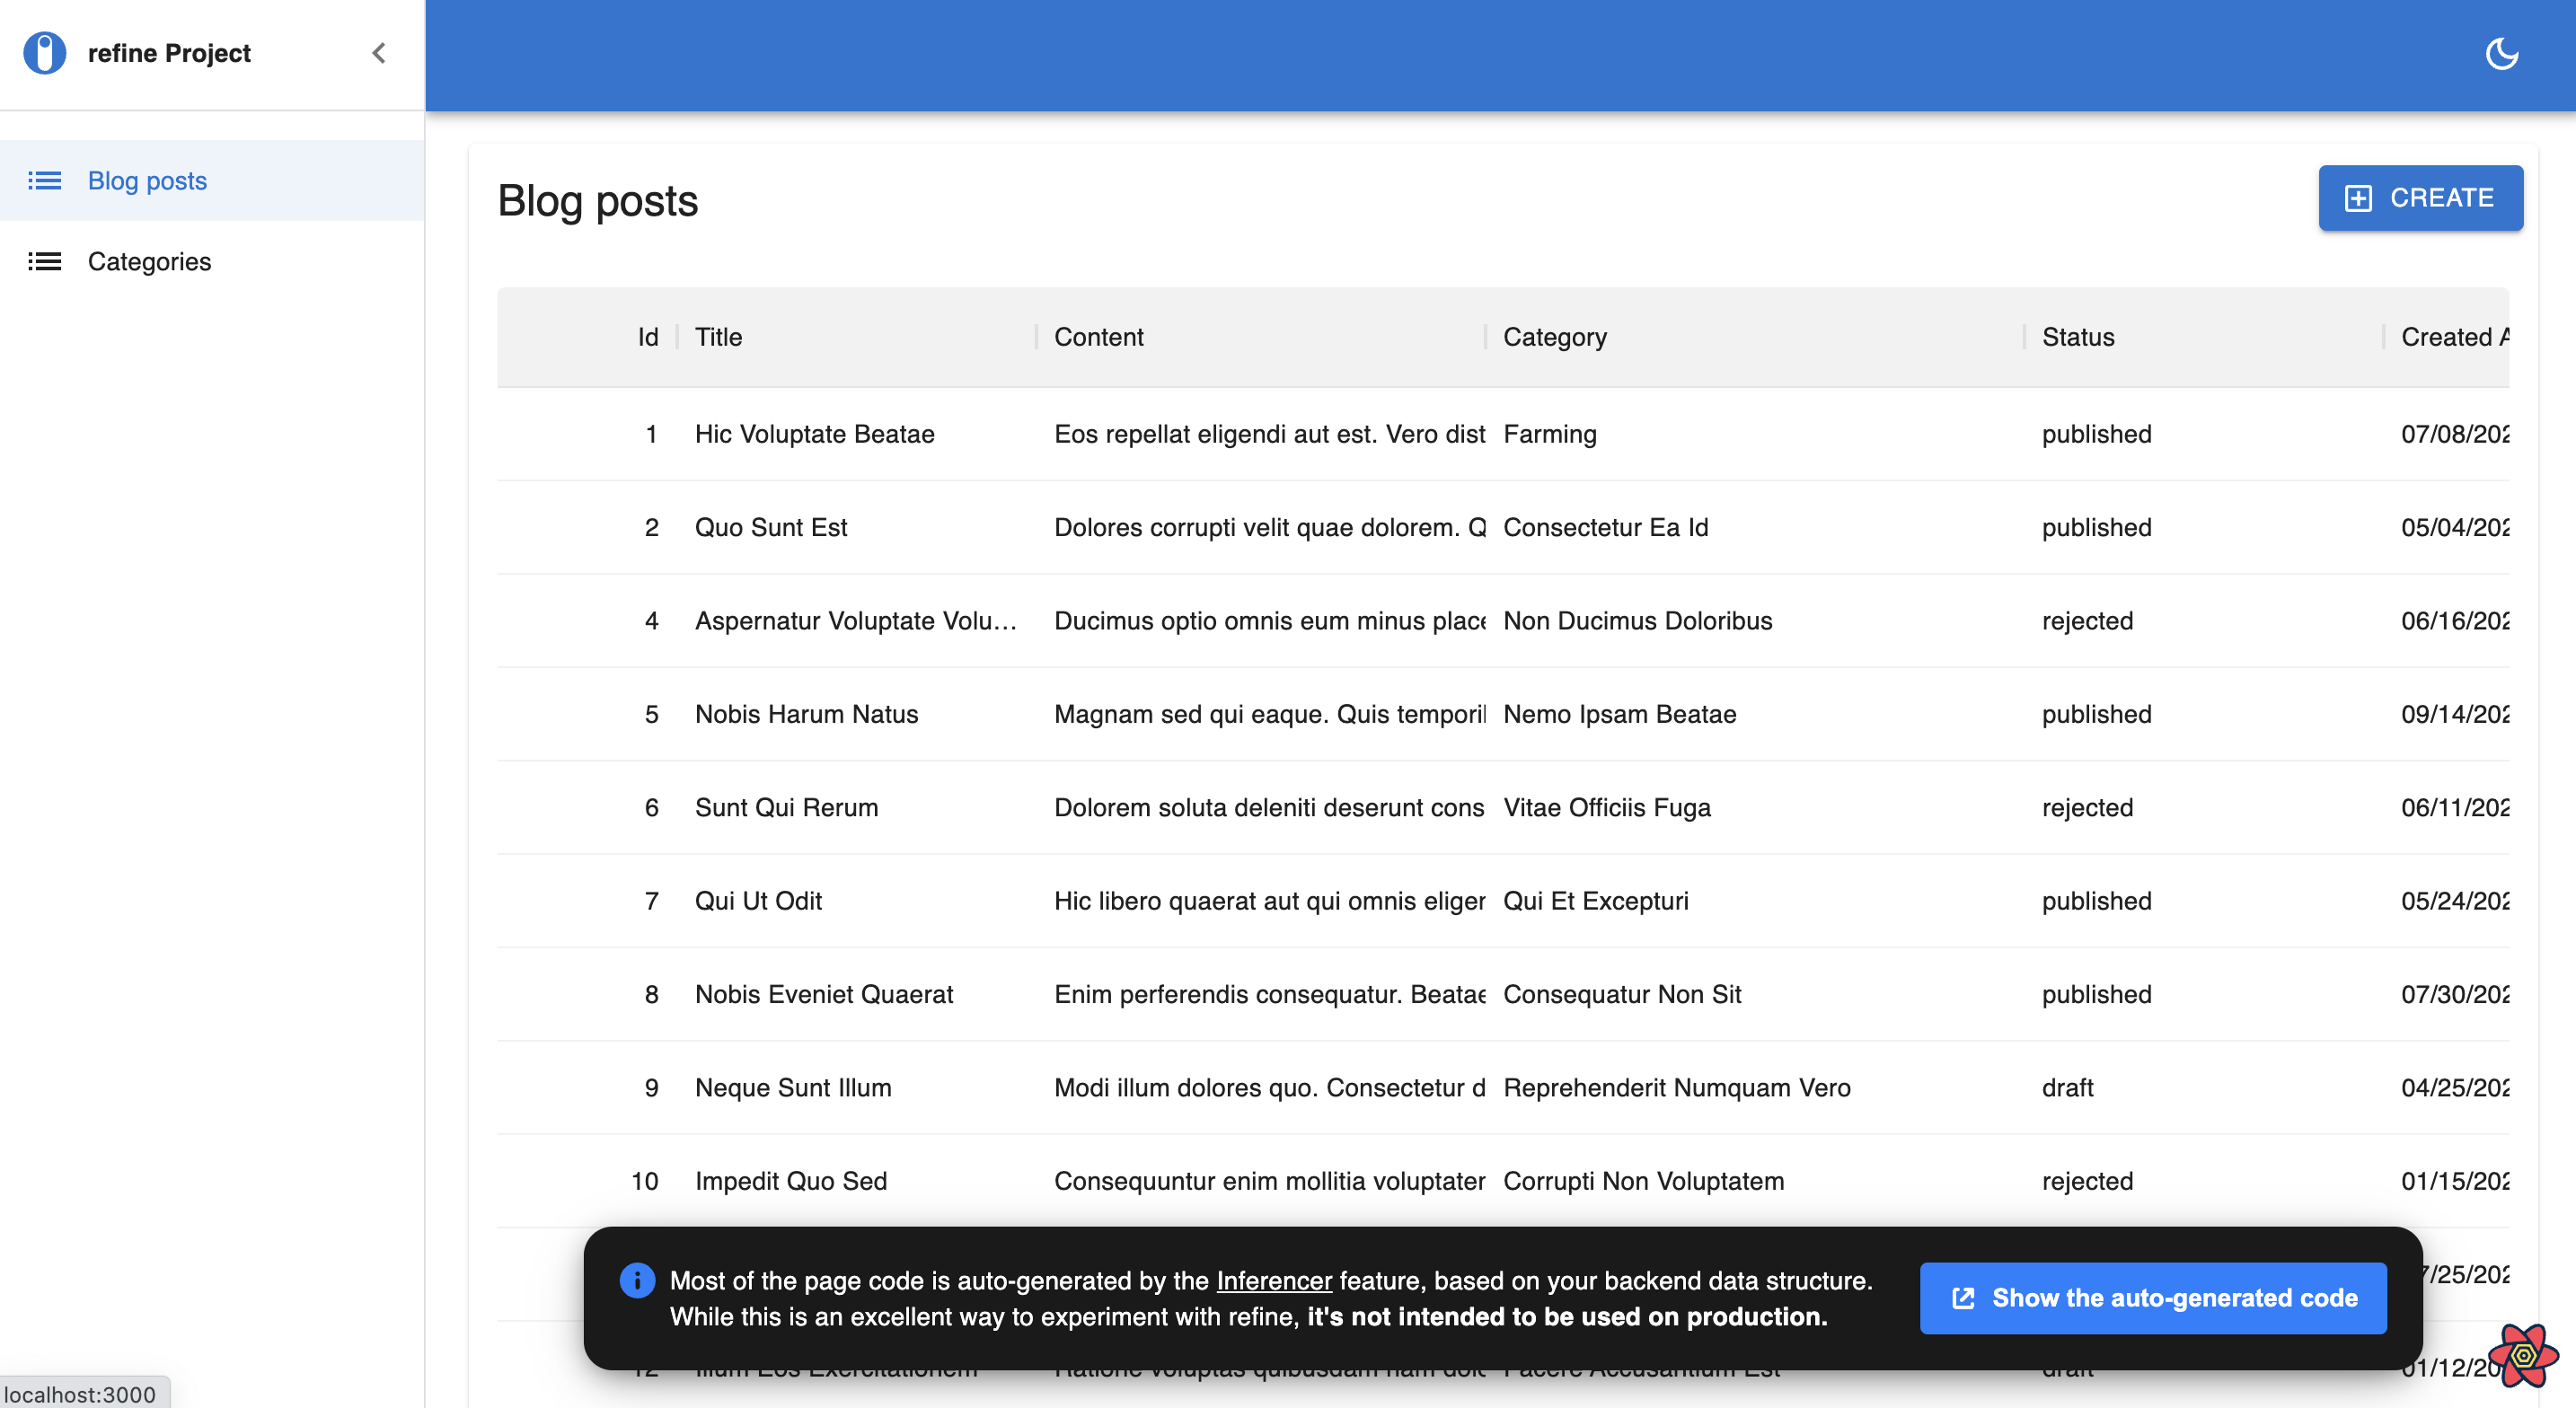 refine Project
Blog posts
Categories
Blog posts
CREATE
Id Title Content Category Status Created A
1 Hic Voluptate Beatae Eos repellat eligendi aut est. Vero dist Farming published 07/08/202
2 Quo Sunt Est Dolores corrupti velit quae dolorem. Q Consectetur Ea Id published 05/04/202
4 Aspernatur Voluptate Volu… Ducimus optio omnis eum minus place Non Ducimus Doloribus rejected 06/16/202
5 Nobis Harum Natus Magnam sed qui eaque. Quis temporil Nemo Ipsam Beatae published 09/14/202
6 Sunt Qui Rerum Dolorem soluta deleniti deserunt cons Vitae Officiis Fuga rejected 06/11/202
7 Qui Ut Odit Hic libero quaerat aut qui omnis eliger Qui Et Excepturi published 05/24/202
8 Nobis Eveniet Quaerat Enim perferendis consequatur. Beatae Consequatur Non Sit published 07/30/202
9 Neque Sunt Illum Modi illum dolores quo. Consectetur d Reprehenderit Numquam Vero draft 04/25/202
10 Impedit Quo Sed Consequuntur enim mollitia voluptater Corrupti Non Voluptatem rejected 01/15/202
7/25/202
Most of the page code is auto-generated by the Inferencer feature, based on your backend data structure.
While this is an excellent way to experiment with refine, it's not intended to be used on production.
Show the auto-generated code
12 Illum Eos Exercitationem Ratione voluptas quibusdam nam dolc Facere Accusantium Est draft 01/12/20
localhost:3000